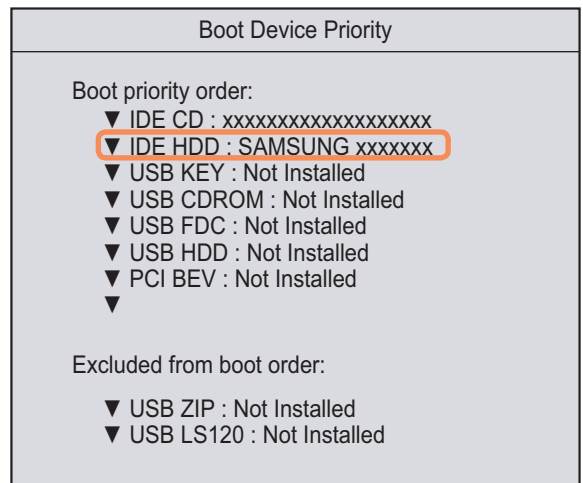 Boot Device Priority
Boot priority order:
▼ IDE CD : xxxxxxxxxxxxxxxxxxx
▼ IDE HDD : SAMSUNG xxxxxxx
▼ USB KEY : Not Installed
▼ USB CDROM : Not Installed
▼ USB FDC : Not Installed
▼ USB HDD : Not Installed
▼ PCI BEV : Not Installed
▼
Excluded from boot order:
▼ USB ZIP : Not Installed
▼ USB LS120 : Not Installed